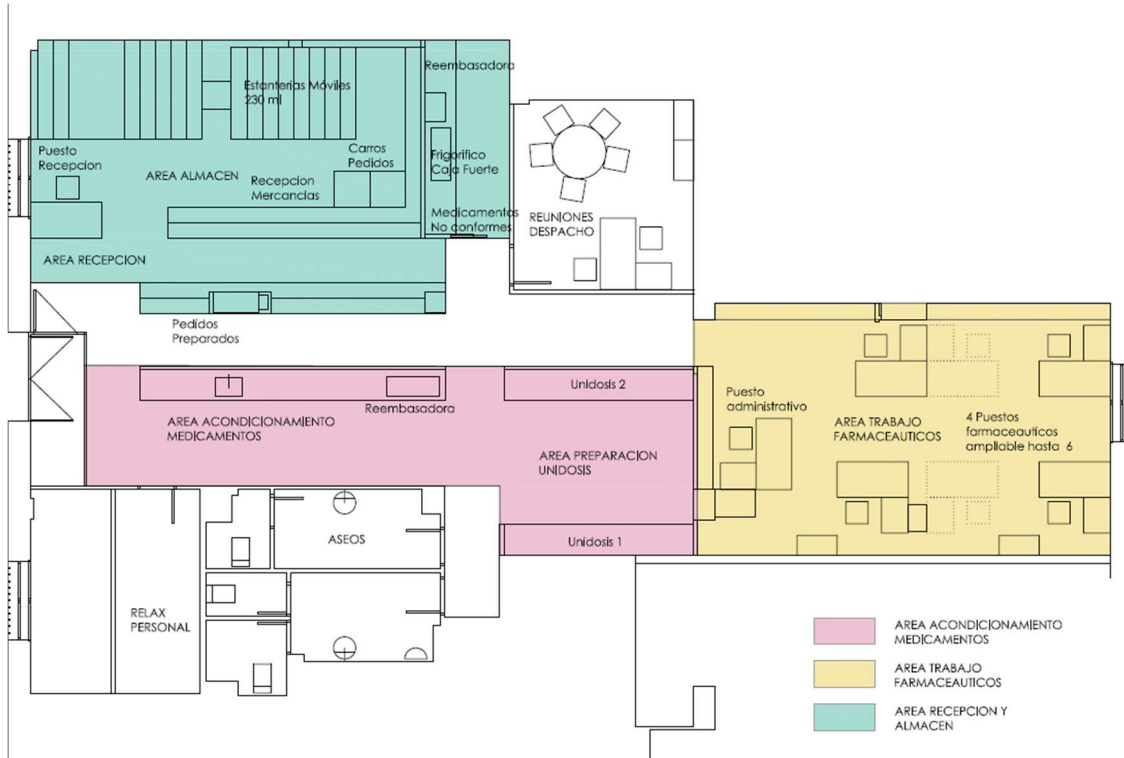 Reembasadora
Estanterias Móviles
230 ml
Puesto
Recepcion
Carros
Pedidos
Frigorifico
Caja Fuerte
AREA ALMACEN
Recepcion
Mercancias
Medicamentos
No conformes
REUNIONES
DESPACHO
AREA RECEPCION
Pedidos
Preparados
Unidosis 2
Puesto
administrativo
Reembasadora
AREA ACONDICIONAMIENTO
MEDICAMENTOS
AREA TRABAJO
FARMACEAUTICOS
4 Puestos
farmaceauticos
ampliable hasta 6
AREA PREPARACION
UNIDOSIS
Unidosis 1
ASEOS
RELAX
PERSONAL
AREA ACONDICIONAMIENTO
MEDICAMENTOS
AREA TRABAJO
FARMACEAUTICOS
AREA RECEPCION Y
ALMACEN